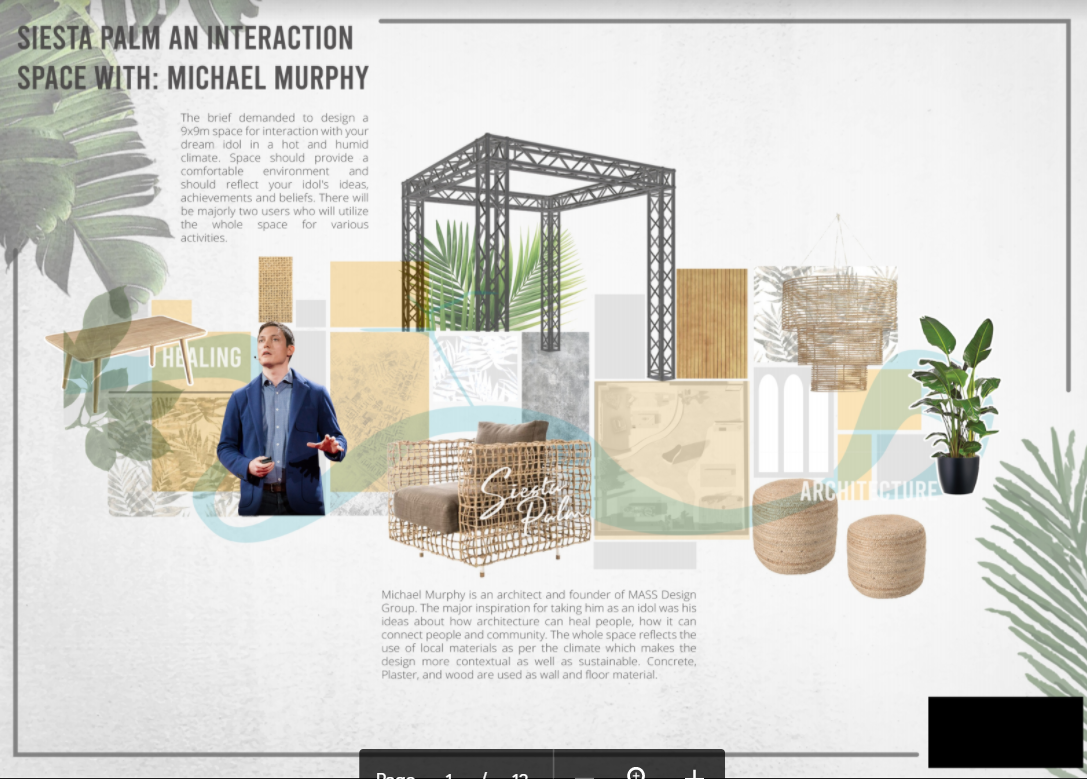 SIESTA PALM AN INTERACTION
SPACE WITH: MICHAEL MURPHY
The brief demanded to design a
9x9m space for interaction with your
dream idol in a hot and humid
climate. Space should provide a
comfortable environment and
should reflect your idol's ideas,
achievements and beliefs. There will
be majorly two users who will utilize
the whole space for various
activities.
HEALING
Siesta
Palm
ARCHITECTURE
Michael Murphy is an architect and founder of MASS Design
Group. The major inspiration for taking him as an idol was his
ideas about how architecture can heal people, how it can
connect people and community. The whole space reflects the
use of local materials as per the climate which makes the
design more contextual as well as sustainable. Concrete,
Plaster, and wood are used as wall and floor material.
Page 1 / 12